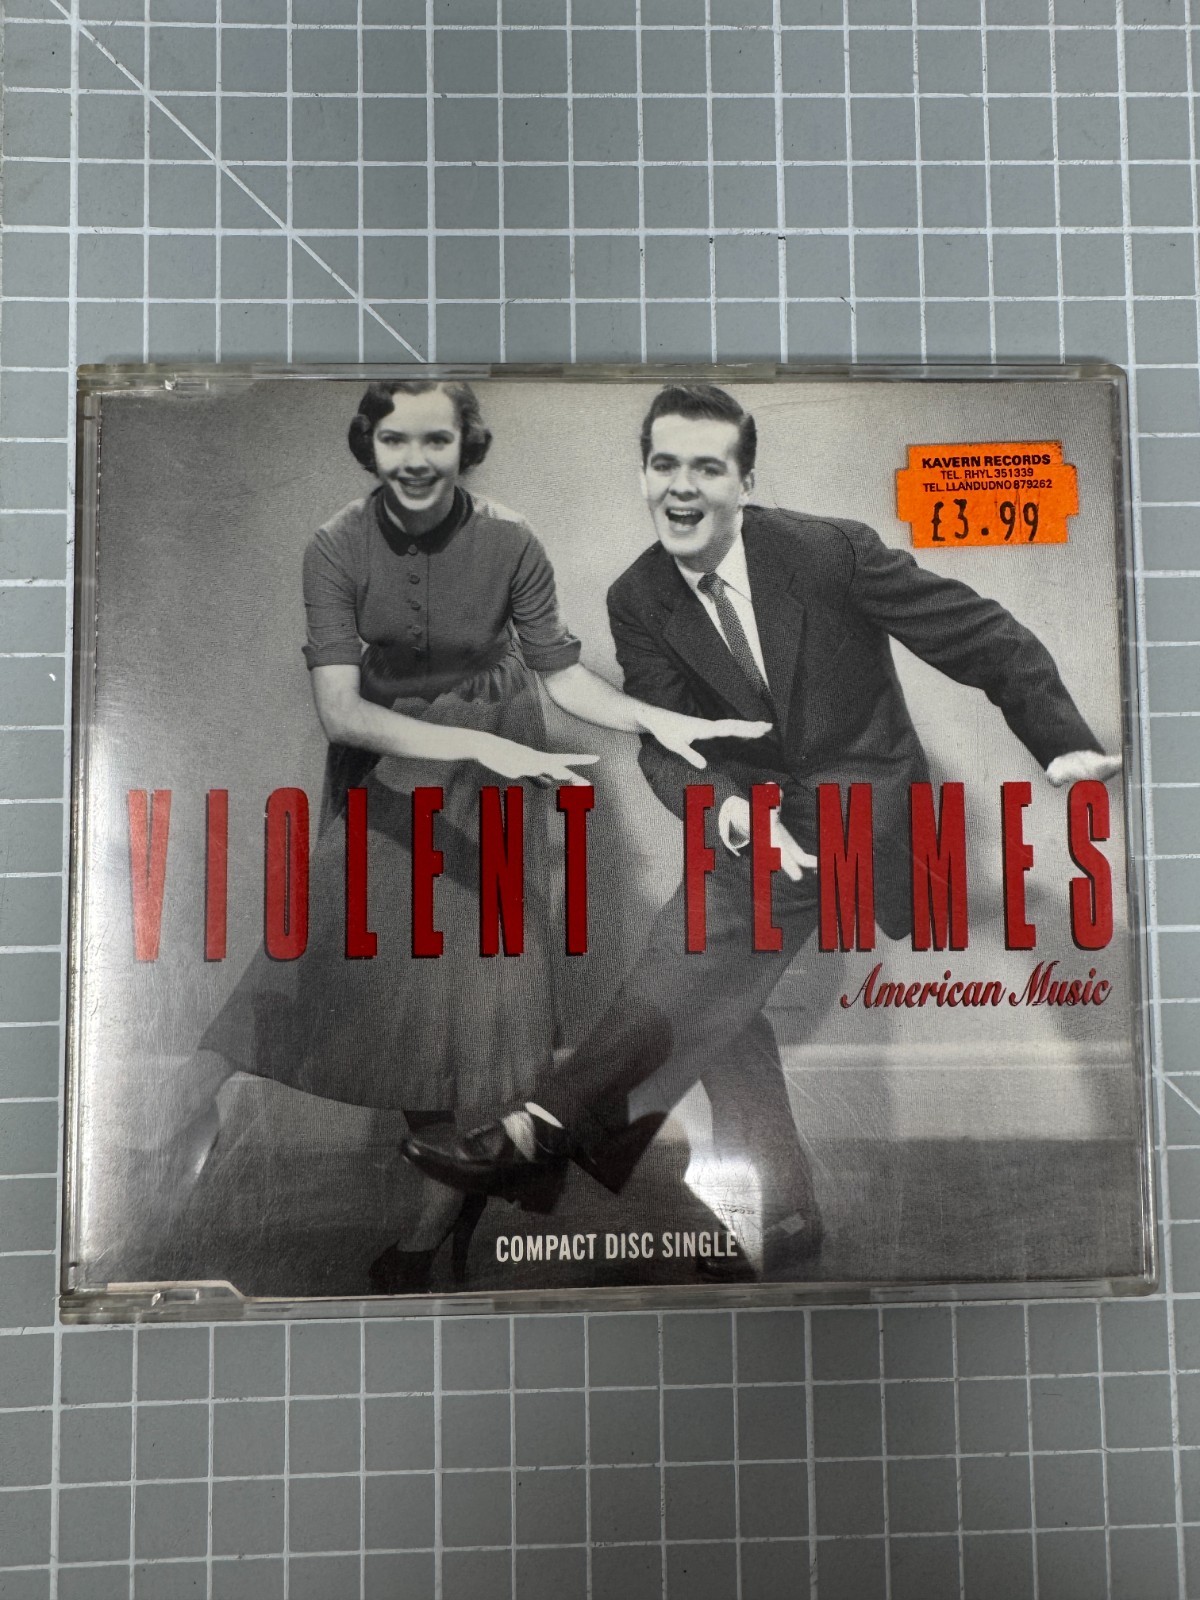 KAVERN RECORDS
TEL. RHYL 351339
TEL. LLANDUDNO 879262
£3.99
VIOLENT FEMMES
American Music
COMPACT DISC SINGLE